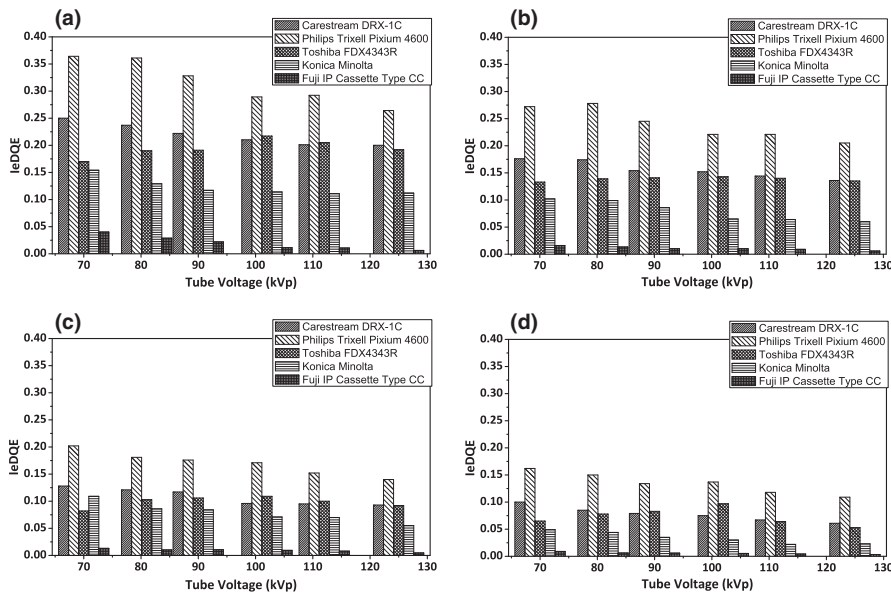 (a)
Carestream DRX-1C
Philips Trixell Pixium 4600
Toshiba FDX4343R
Konica Minolta
Fuji IP Cassette Type CC
0.40
0.35
0.30
0.25
0.20
0.15
0.10
0.05
0.00
IeDQE
70 80 90 100 110 120 130
Tube Voltage (kVp)
(b)
Carestream DRX-1C
Philips Trixell Pixium 4600
Toshiba FDX4343R
Konica Minolta
Fuji IP Cassette Type CC
0.40
0.35
0.30
0.25
0.20
0.15
0.10
0.05
0.00
IeDQE
70 80 90 100 110 120 130
Tube Voltage (kVp)
(c)
Carestream DRX-1C
Philips Trixell Pixium 4600
Toshiba FDX4343R
Konica Minolta
Fuji IP Cassette Type CC
0.40
0.35
0.30
0.25
0.20
0.15
0.10
0.05
0.00
IeDQE
70 80 90 100 110 120 130
Tube Voltage (kVp)
(d)
Carestream DRX-1C
Philips Trixell Pixium 4600
Toshiba FDX4343R
Konica Minolta
Fuji IP Cassette Type CC
0.40
0.35
0.30
0.25
0.20
0.15
0.10
0.05
0.00
IeDQE
70 80 90 100 110 120 130
Tube Voltage (kVp)